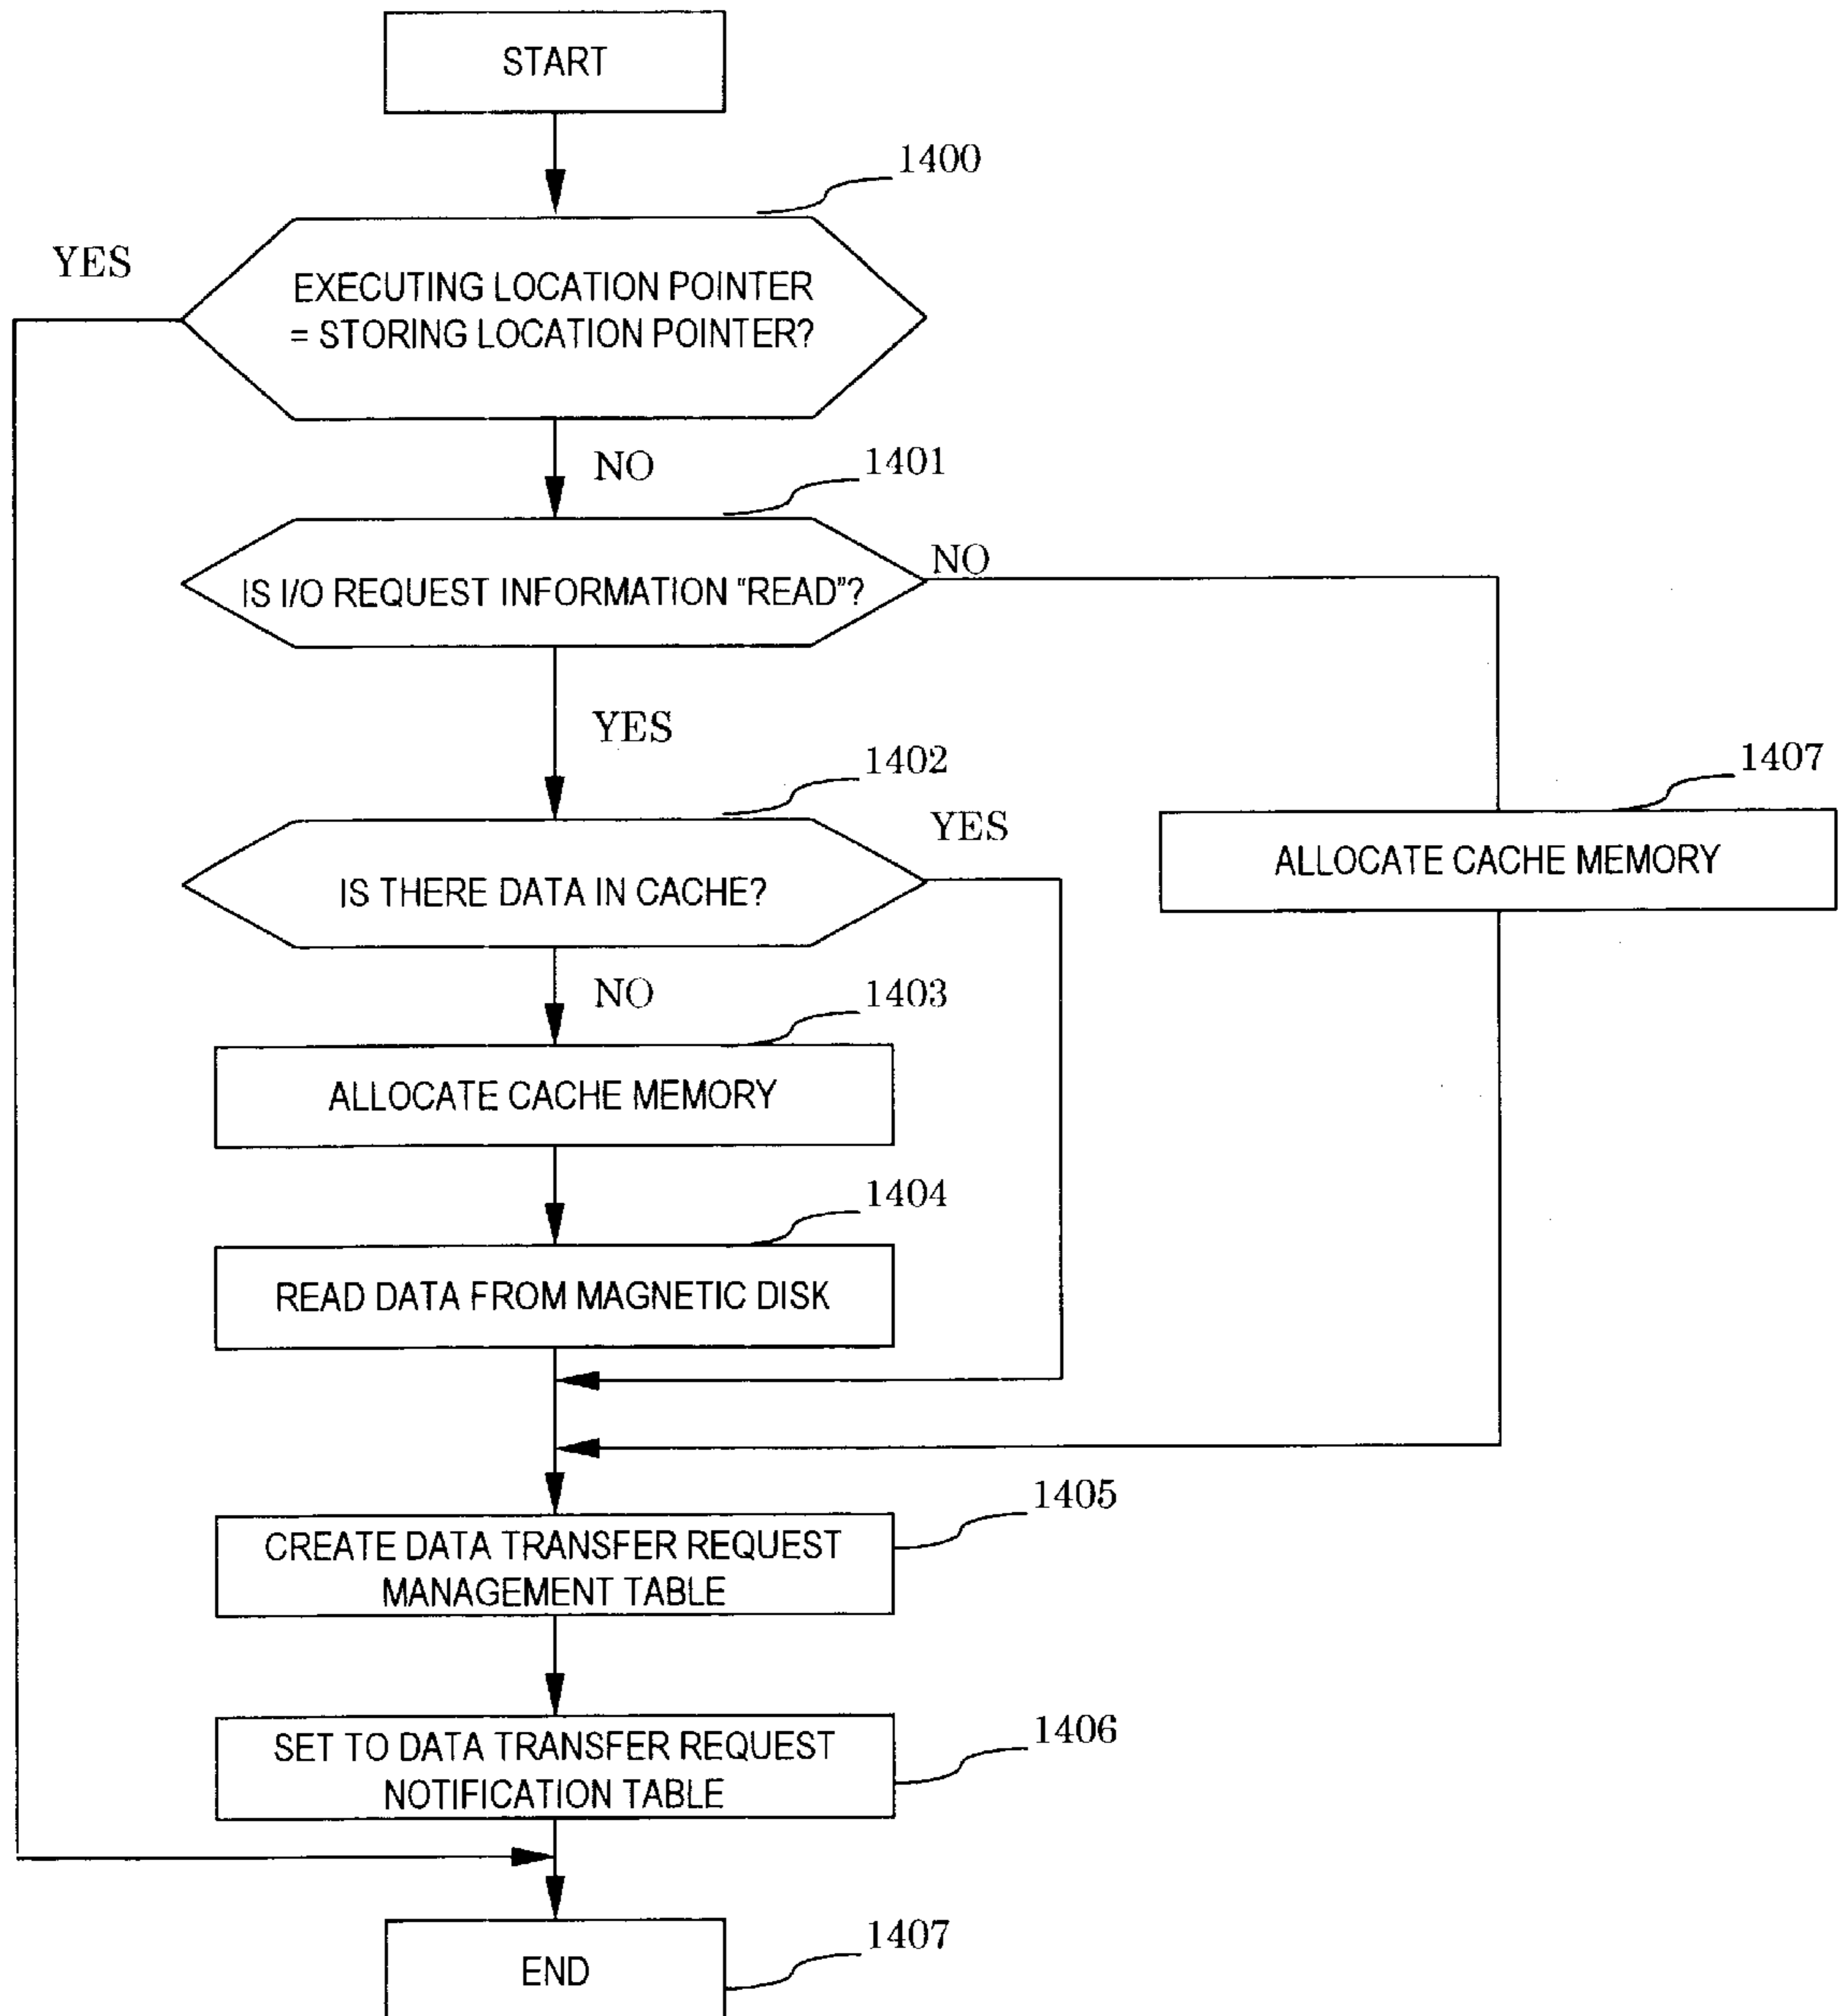 START
1400
YES
EXECUTING LOCATION POINTER
= STORING LOCATION POINTER?
NO
1401
NO
IS I/O REQUEST INFORMATION "READ"?
YES
1402
1407
YES
ALLOCATE CACHE MEMORY
IS THERE DATA IN CACHE?
NO
1403
ALLOCATE CACHE MEMORY
1404
READ DATA FROM MAGNETIC DISK
1405
CREATE DATA TRANSFER REQUEST
MANAGEMENT TABLE
1406
SET TO DATA TRANSFER REQUEST
NOTIFICATION TABLE
1407
END